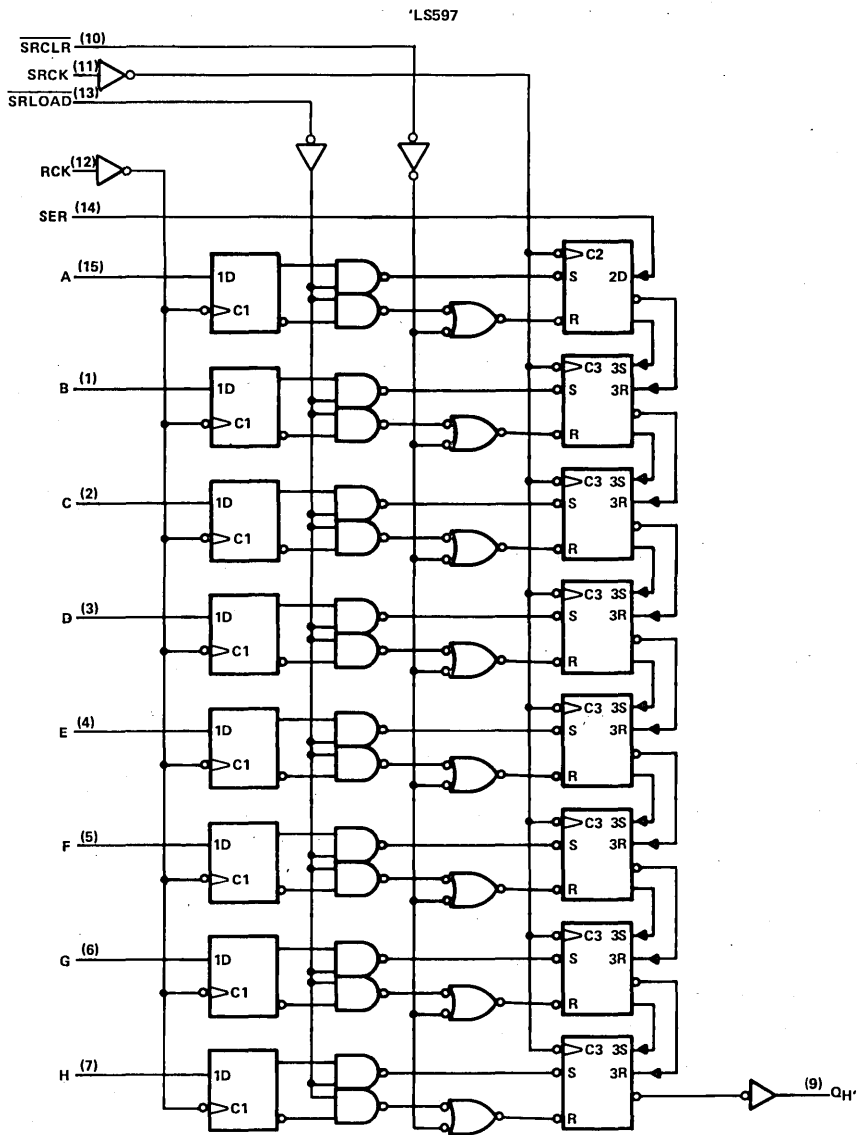 'LS597
SRCLR (10)
SRCK (11)
SRLOAD (13)
RCK (12)
SER (14)
C2
A (15) 1D S 2D
C1 R
C3 3S
B (1) 1D S 3R
C1 R
C3 3S
C (2) 1D S 3R
C1 R
C3 3S
D (3) 1D S 3R
C1 R
C3 3S
E (4) 1D S 3R
C1 R
C3 3S
F (5) 1D S 3R
C1 R
C3 3S
G (6) 1D S 3R
C1 R
C3 3S
H (7) 1D S 3R
(9) QH'
C1 R